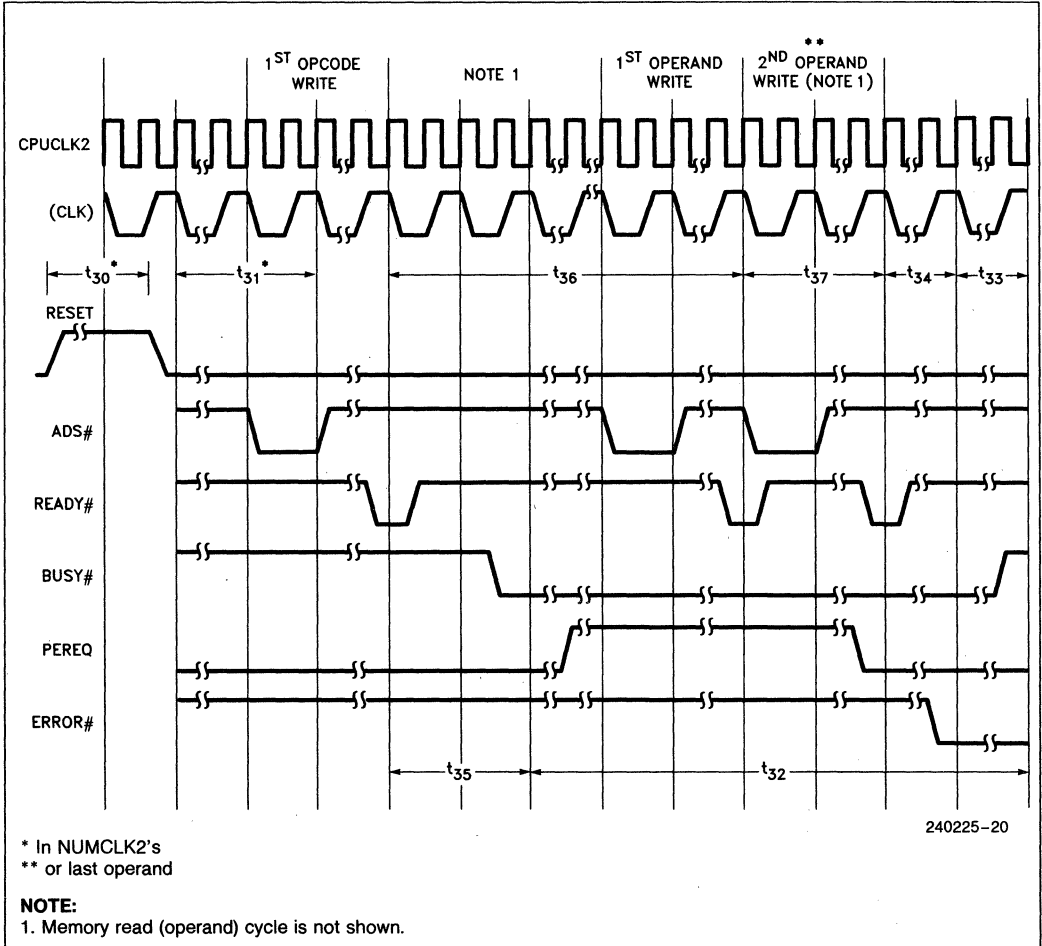 1ST OPCODE
WRITE
NOTE 1
1ST OPERAND
WRITE
**
2ND OPERAND
WRITE (NOTE 1)
CPUCLK2
(CLK)
t30*
t31*
t36
t37
t34
t33
RESET
ADS#
READY#
BUSY#
PEREQ
ERROR#
t35
t32
240225-20
* In NUMCLK2's
** or last operand
NOTE:
1. Memory read (operand) cycle is not shown.